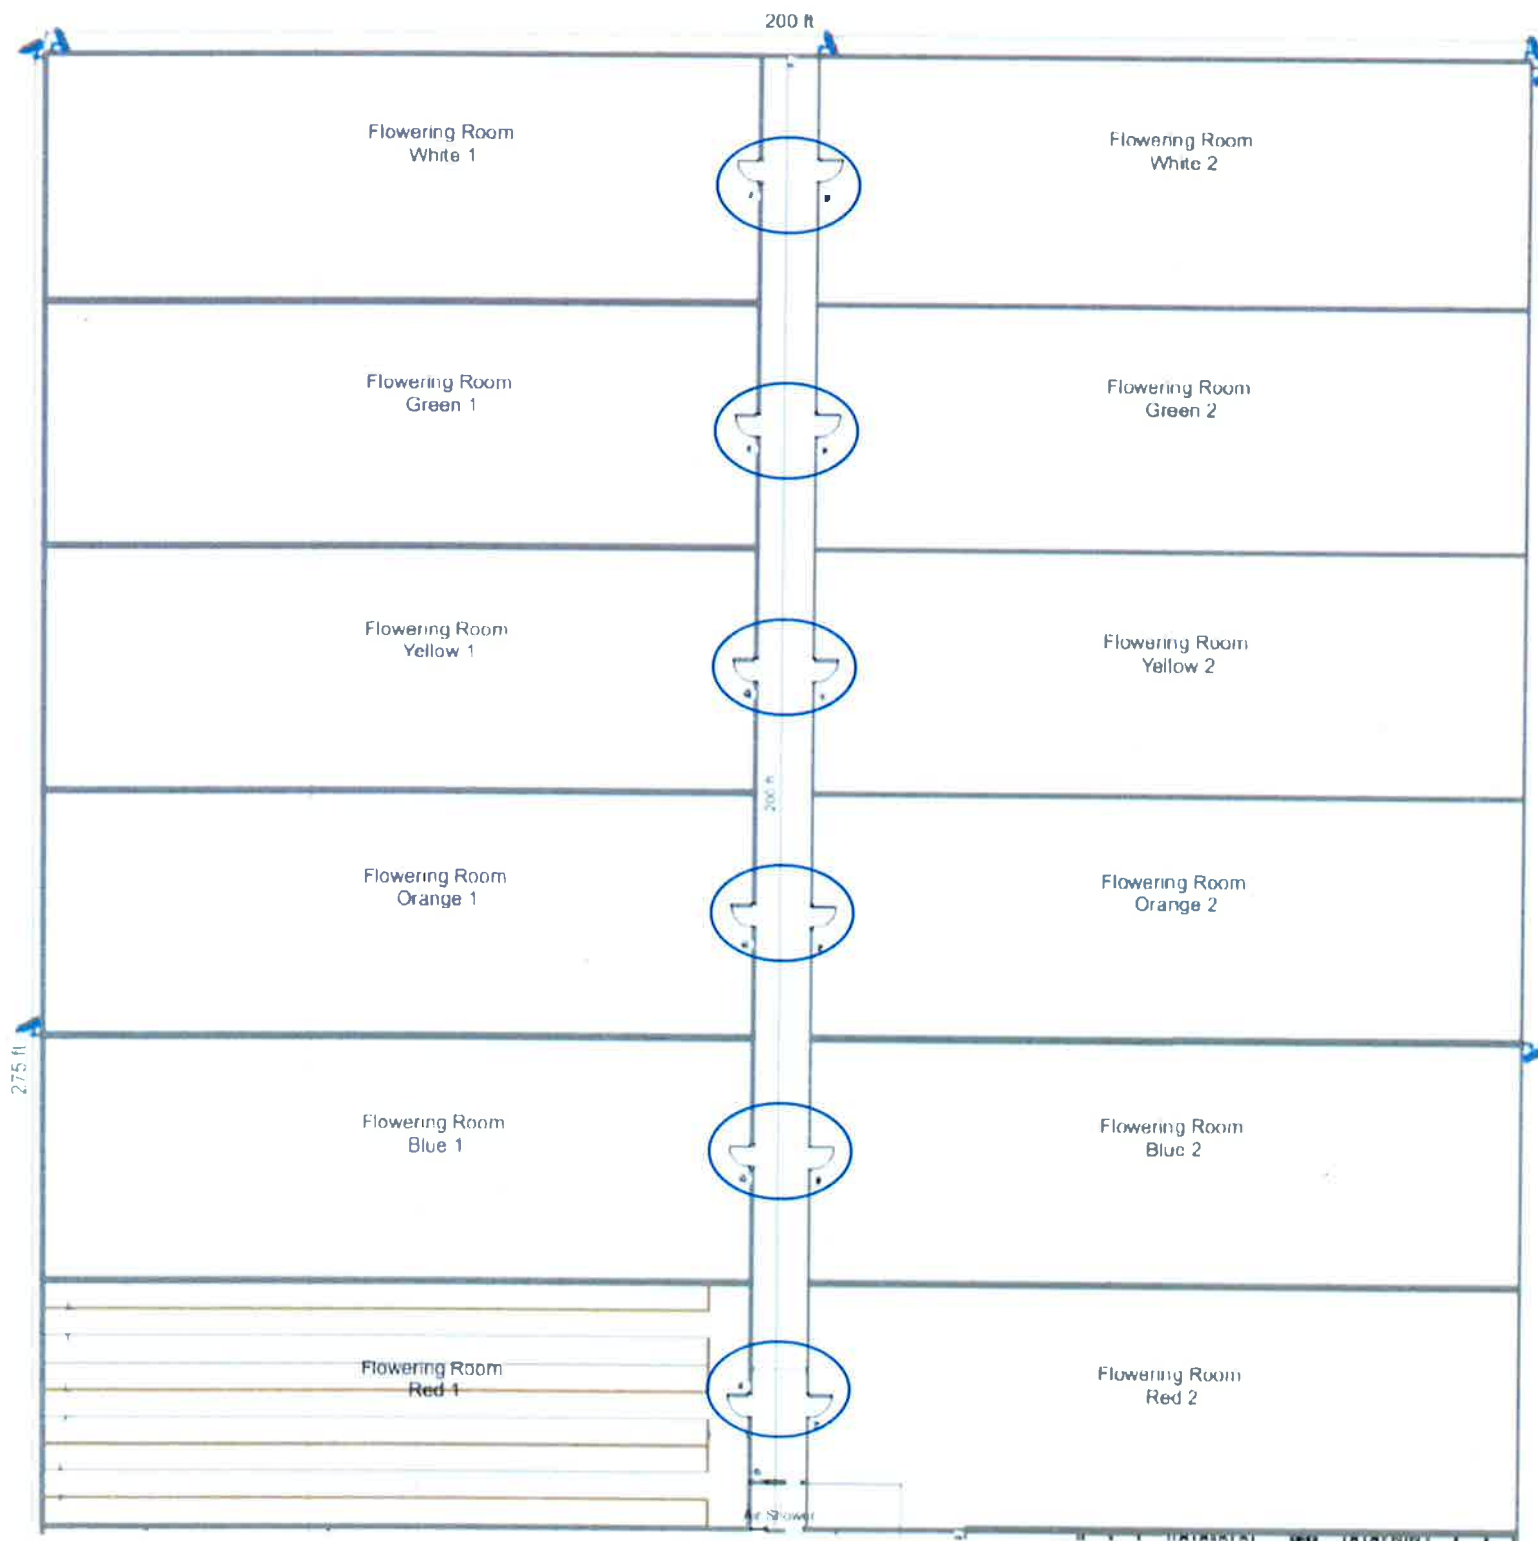 200 ft
Flowering Room
White 1
Flowering Room
White 2
Flowering Room
Green 1
Flowering Room
Green 2
Flowering Room
Yellow 1
Flowering Room
Yellow 2
200 ft
Flowering Room
Orange 1
Flowering Room
Orange 2
275 ft
Flowering Room
Blue 1
Flowering Room
Blue 2
Flowering Room
Red 1
Flowering Room
Red 2
Air Shower